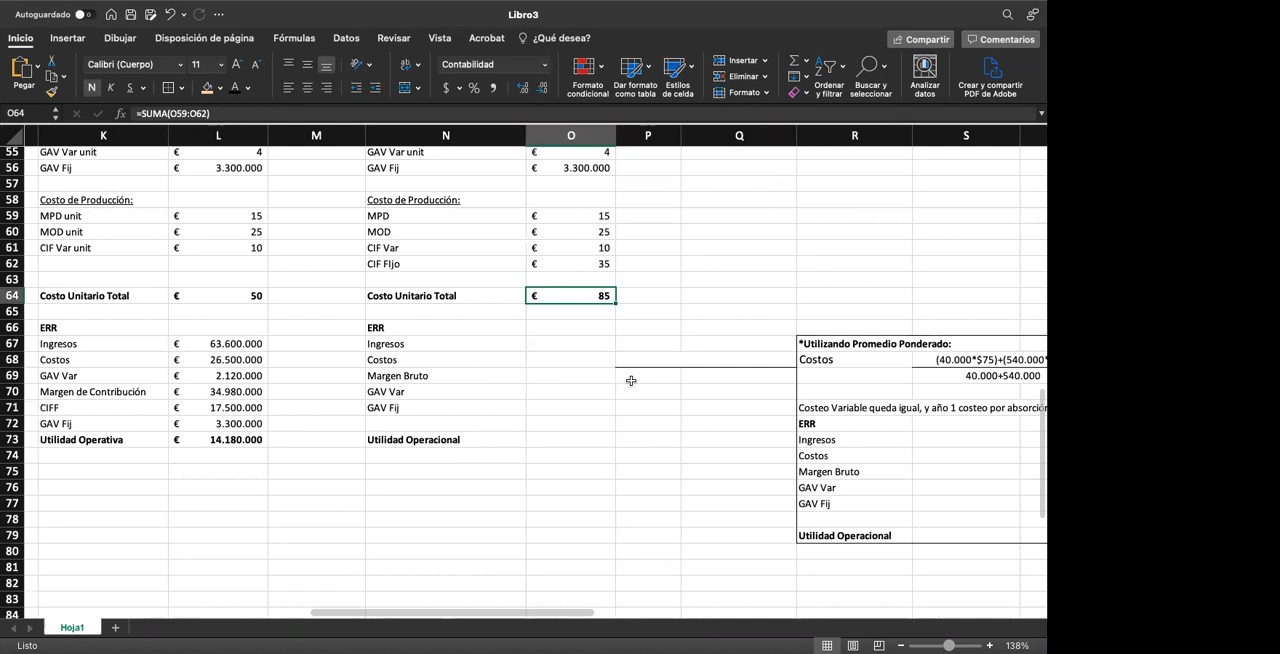 Autoguardado
Libro3
Inicio Insertar Dibujar Disposición de página Fórmulas Datos Revisar Vista Acrobat ¿Qué desea? Compartir Comentarios
Pegar
Calibri (Cuerpo) 11
Contabilidad
N K S
$ % 
Formato condicional
Dar formato como tabla
Estilos de celda
Insertar
Eliminar
Formato
Ordenar y filtrar
Buscar y seleccionar
Analizar datos
Crear y compartir PDF de Adobe
O64 fx =SUMA(O59:O62)
K L M N O P Q R S
55 GAV Var unit € 4 GAV Var unit € 4
56 GAV Fij € 3.300.000 GAV Fij € 3.300.000
57
58 Costo de Producción: Costo de Producción:
59 MPD unit € 15 MPD € 15
60 MOD unit € 25 MOD € 25
61 CIF Var unit € 10 CIF Var € 10
62 CIF FIjo € 35
63
64 Costo Unitario Total € 50 Costo Unitario Total € 85
65
66 ERR ERR
67 Ingresos € 63.600.000 Ingresos *Utilizando Promedio Ponderado:
68 Costos € 26.500.000 Costos Costos (40.000*$75)+(540.000*
69 GAV Var € 2.120.000 Margen Bruto 40.000+540.000
70 Margen de Contribución € 34.980.000 GAV Var
71 CIFF € 17.500.000 GAV Fij Costeo Variable queda igual, y año 1 costeo por absorció
72 GAV Fij € 3.300.000 ERR
73 Utilidad Operativa € 14.180.000 Utilidad Operacional Ingresos
74 Costos
75 Margen Bruto
76 GAV Var
77 GAV Fij
78
79 Utilidad Operacional
80
81
82
83
84
Hoja1 +
Listo 138%